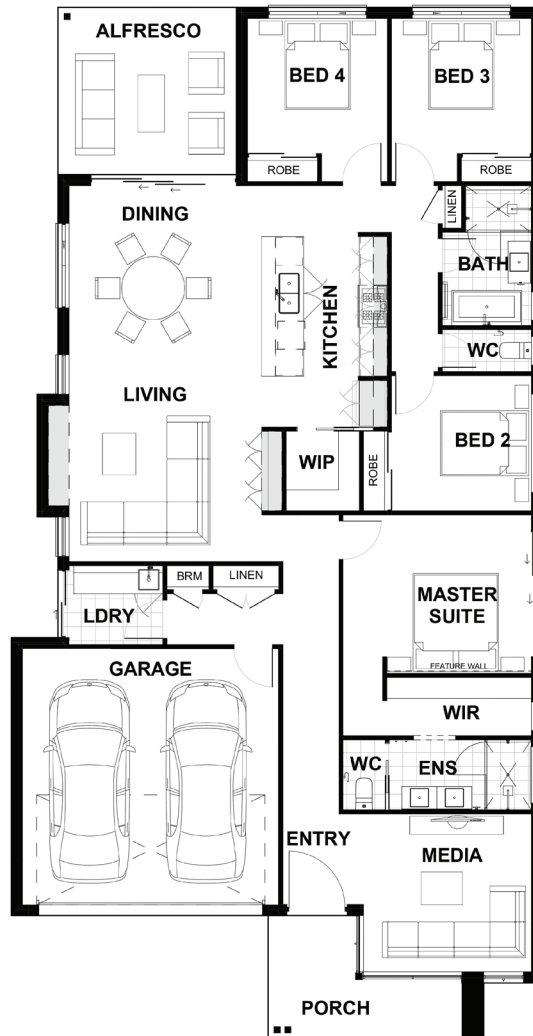 ALFRESCO
BED 4
BED 3
ROBE
ROBE
DINING
LINEN
BATH
KITCHEN
WC
LIVING
BED 2
WIP
ROBE
BRM
LINEN
LDRY
MASTER
SUITE
FEATURE WALL
GARAGE
WIR
WC
ENS
ENTRY
MEDIA
PORCH